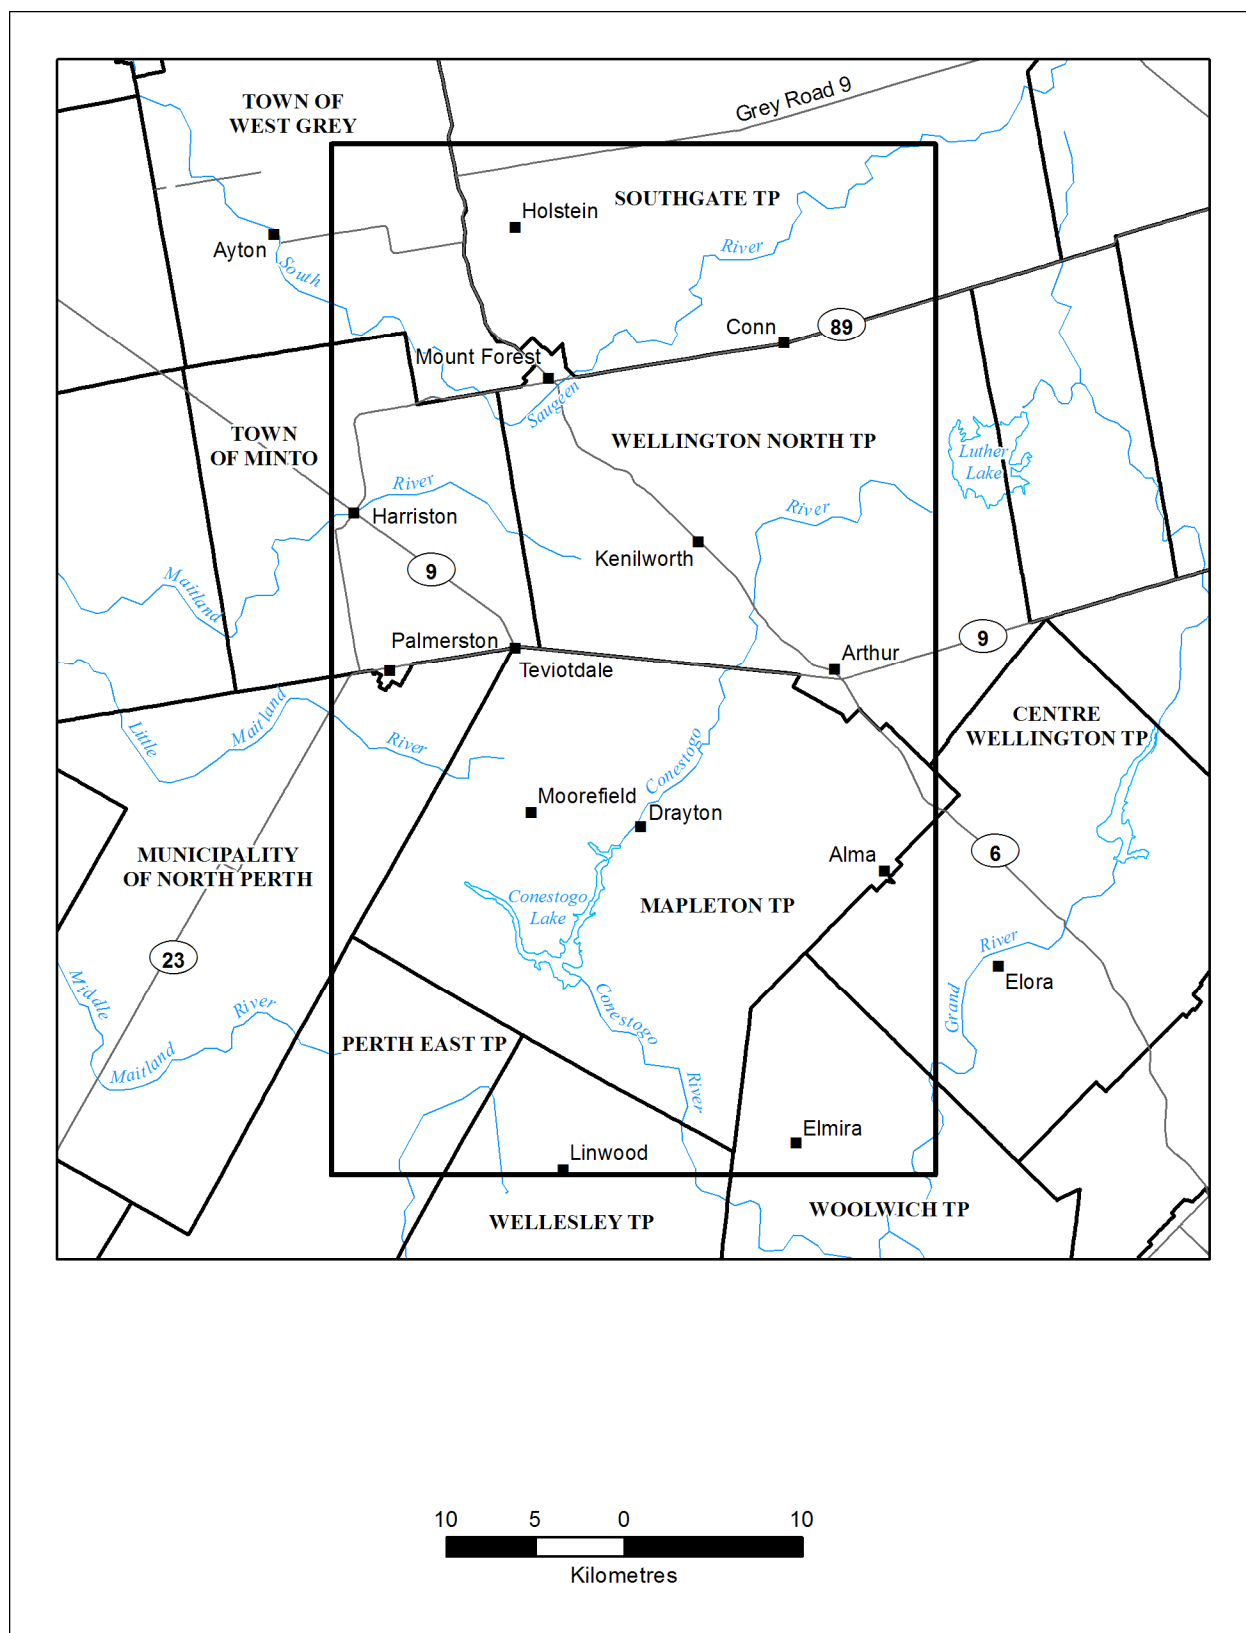 TOWN OF
WEST GREY
Grey Road 9
SOUTHGATE TP
Holstein
Ayton
South
River
Conn
89
Mount Forest
Saugeen
TOWN
OF MINTO
WELLINGTON NORTH TP
Luther
Lake
River
River
Harriston
Kenilworth
9
Maitland
Palmerston
Teviotdale
Arthur
9
Little
Maitland
River
Conestogo
CENTRE
WELLINGTON TP
Moorefield
Drayton
MUNICIPALITY
OF NORTH PERTH
Alma
6
Conestogo
Lake
MAPLETON TP
23
Middle
Maitland
River
Conestogo
River
Grand
River
Elora
PERTH EAST TP
Elmira
Linwood
WELLESLEY TP
WOOLWICH TP
10 5 0 10
Kilometres